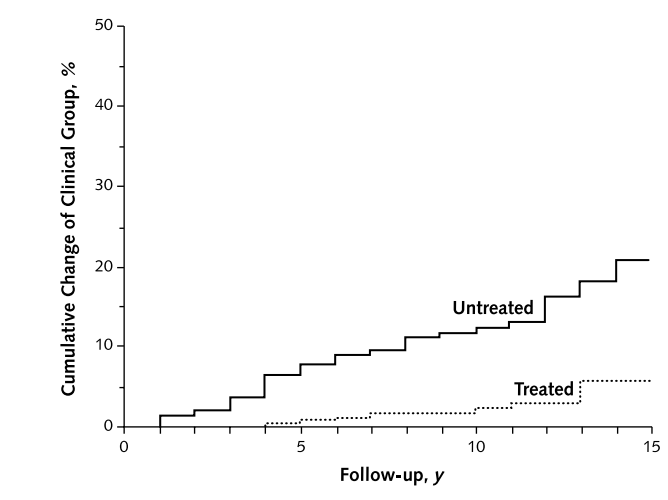 Cumulative Change of Clinical Group, %
50
40
30
20
10
0
Untreated
Treated
0 5 10 15
Follow-up, y